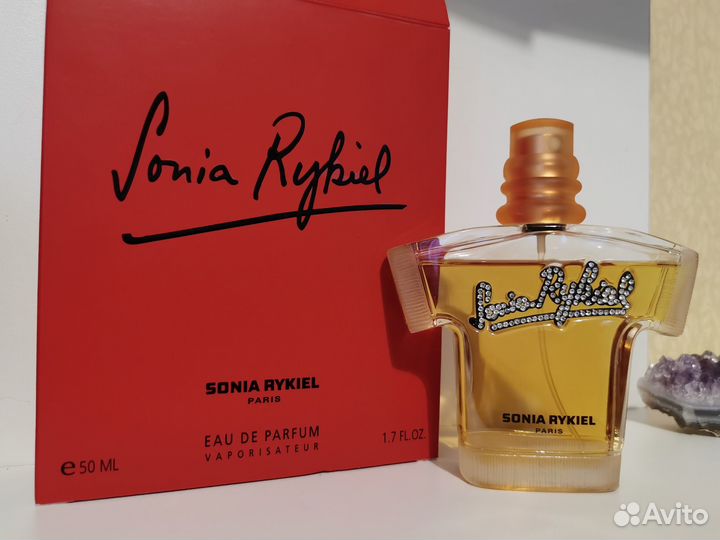 Sonia Rykiel
SONIA RYKIEL
PARIS
EAU DE PARFUM
VAPORISATEUR
e 50 ML
1.7 FL.OZ.
Sonia Rykiel
SONIA RYKIEL
PARIS
Avito